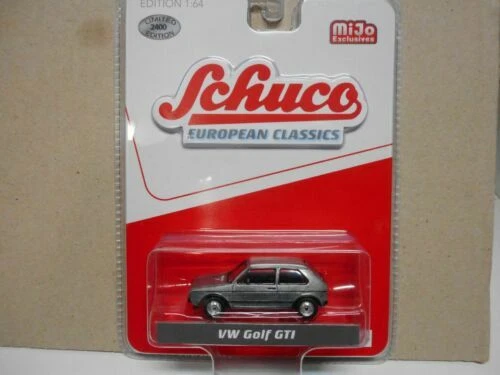 EDITION 1:64
LIMITED
2400
EDITION
MiJo
Exclusives
Schuco
EUROPEAN CLASSICS
VW Golf GTI